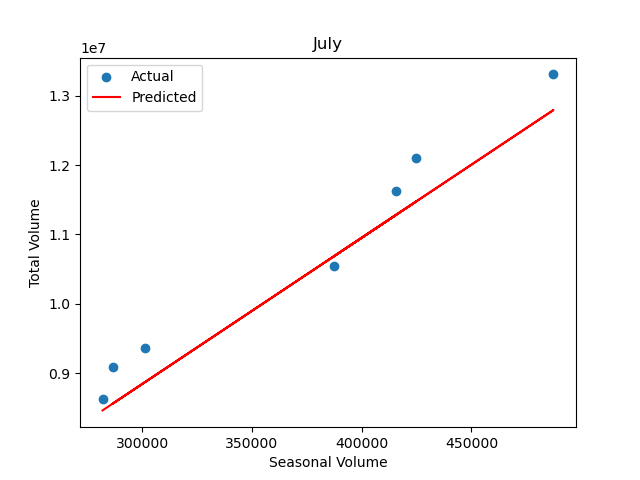 July
1e7
Actual
Predicted
1.3
1.2
1.1
1.0
0.9
Total Volume
300000 350000 400000 450000
Seasonal Volume